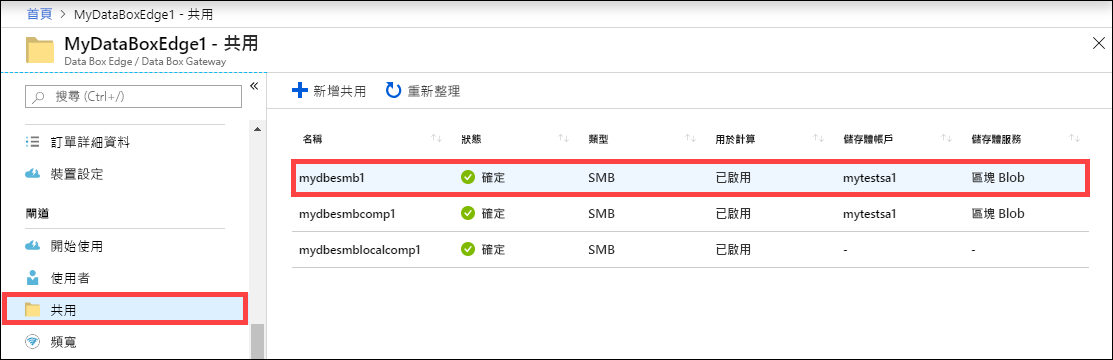 首頁 > MyDataBoxEdge1 - 共用
MyDataBoxEdge1 - 共用
Data Box Edge / Data Box Gateway
搜尋 (Ctrl+/)
訂單詳細資料
裝置設定
閘道
開始使用
使用者
共用
頻寬
新增共用 重新整理
名稱 狀態 類型 用於計算 儲存體帳戶 儲存體服務
mydbesmb1 確定 SMB 已啟用 mytestsa1 區塊 Blob
mydbesmbcomp1 確定 SMB 已啟用 mytestsa1 區塊 Blob
mydbesmblocalcomp1 確定 SMB 已啟用 - -